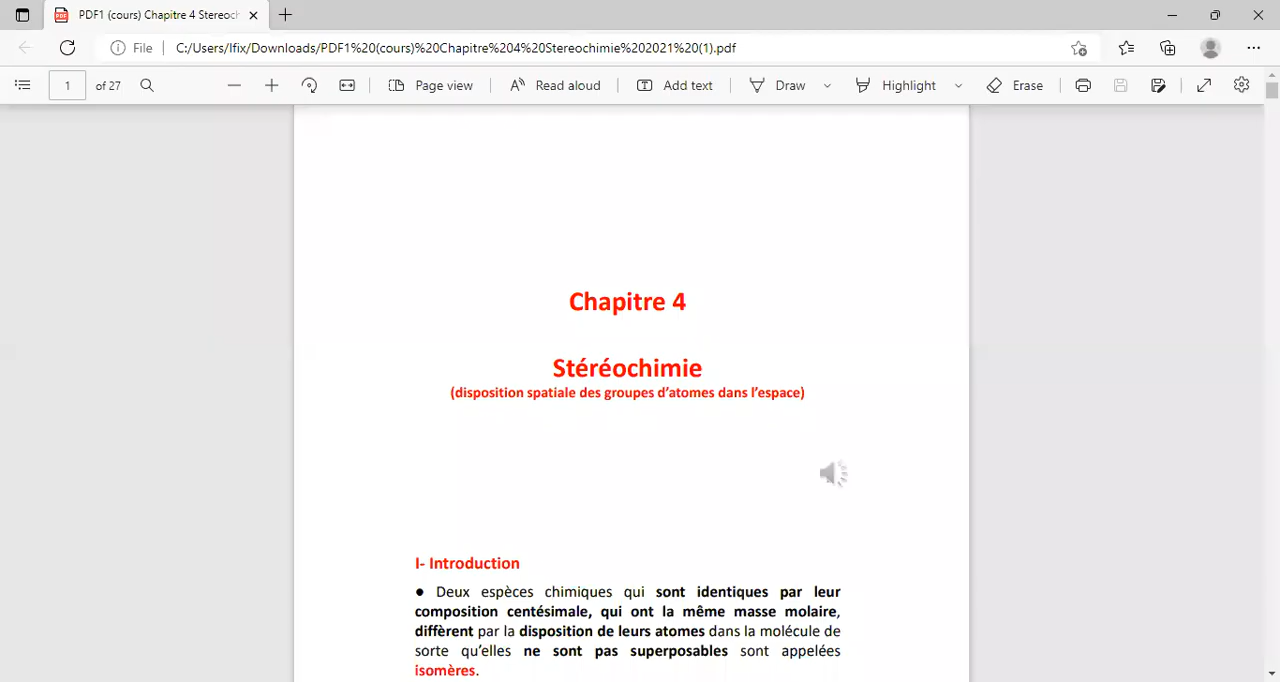 PDF1 (cours) Chapitre 4 Stereoch
File
C:/Users/Ifix/Downloads/PDF1%20(cours)%20Chapitre%204%20Stereochimie%202021%20(1).pdf
1 of 27
Page view
Read aloud
Add text
Draw
Highlight
Erase
Chapitre 4
Stéréochimie
(disposition spatiale des groupes d’atomes dans l’espace)
I- Introduction
● Deux espèces chimiques qui sont identiques par leur
composition centésimale, qui ont la même masse molaire,
diffèrent par la disposition de leurs atomes dans la molécule de
sorte qu’elles ne sont pas superposables sont appelées
isomères.